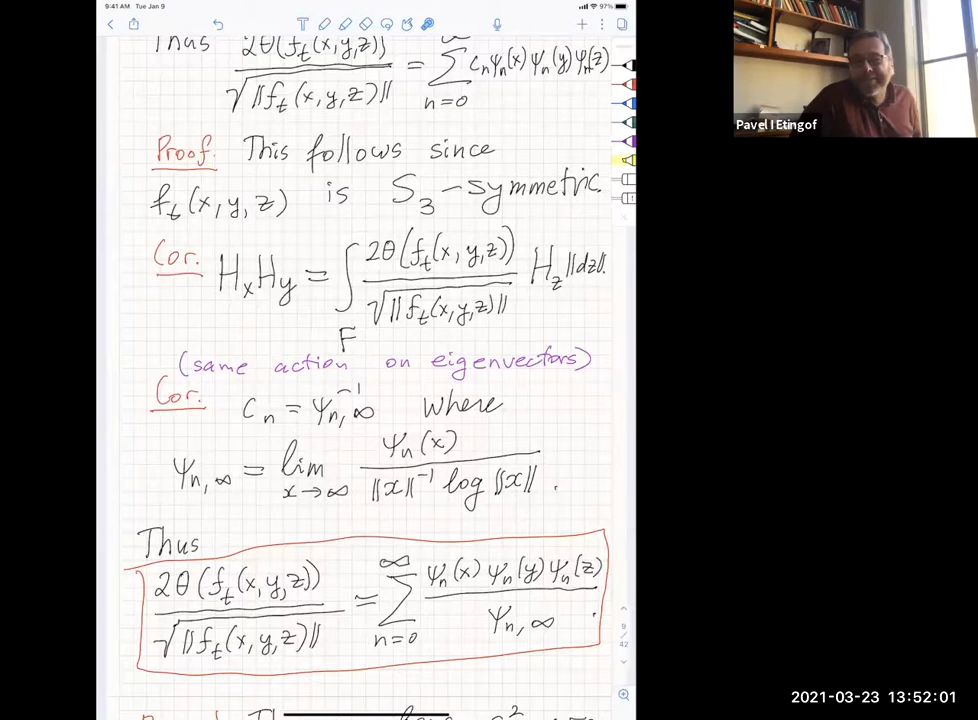 9:41 AM Tue Jan 9
97%
Thus 2θ(f_t(x,y,z)) / √‖f_t(x,y,z)‖ = ∑_{n=0}^∞ c_n ψ_n(x) ψ_n(y) ψ_n(z)
Proof. This follows since
f_t(x,y,z) is S_3-symmetric.
Cor. H_x H_y = ∫_F 2θ(f_t(x,y,z)) / √‖f_t(x,y,z)‖ H_z ‖dz‖.
(same action on eigenvectors)
Cor. c_n = ψ_{n,∞}^{-1} where
ψ_{n,∞} = lim_{x→∞} ψ_n(x) / ‖x‖^{-1} log ‖x‖ .
Thus
2θ(f_t(x,y,z)) / √‖f_t(x,y,z)‖ = ∑_{n=0}^∞ ψ_n(x) ψ_n(y) ψ_n(z) / ψ_{n,∞} .
9 / 42
Pavel I Etingof
2021-03-23 13:52:01